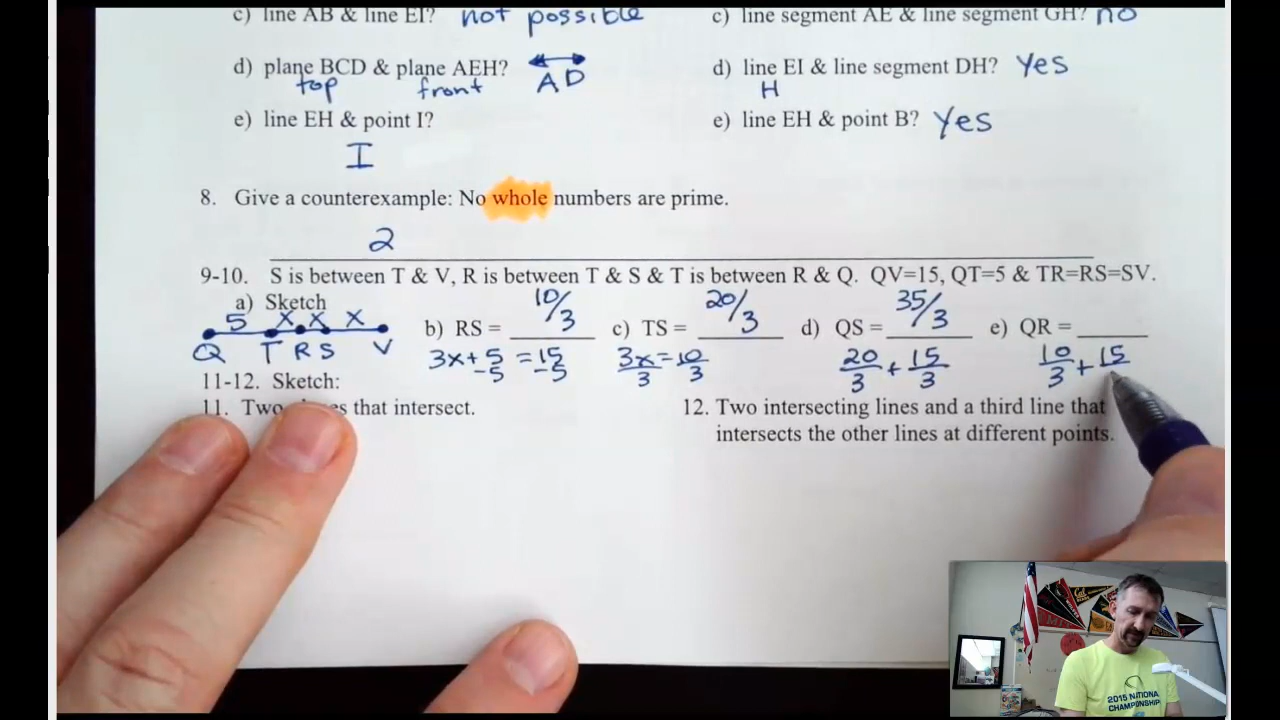 c) line AB & line EI? not possible
c) line segment AE & line segment GH? no
d) plane BCD & plane AEH? AD
top front
d) line EI & line segment DH? Yes
H
e) line EH & point I?
I
e) line EH & point B? Yes
8. Give a counterexample: No whole numbers are prime.
2
9-10. S is between T & V, R is between T & S & T is between R & Q. QV=15, QT=5 & TR=RS=SV.
a) Sketch
5 X X X
Q T R S V
b) RS = 10/3
3x+5 = 15
-5 -5
c) TS = 20/3
3x = 10
3 3
d) QS = 35/3
20/3 + 15/3
e) QR =
10/3 + 15
11-12. Sketch:
11. Two that intersect.
12. Two intersecting lines and a third line that
intersects the other lines at different points.
Cal
2015 NATIONAL
CHAMPIONSHIP